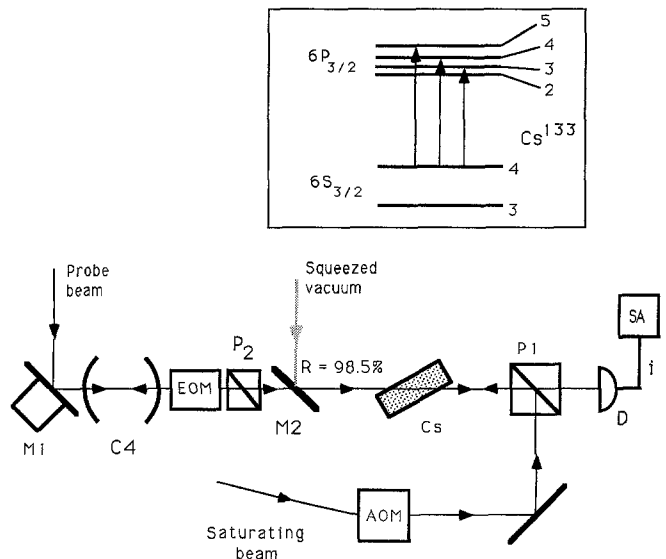 5
4
3
2
6P3/2
Cs133
6S3/2
4
3
Probe
beam
Squeezed
vacuum
SA
P2
R = 98.5%
P1
i
EOM
D
M1
C4
M2
Cs
AOM
Saturating
beam